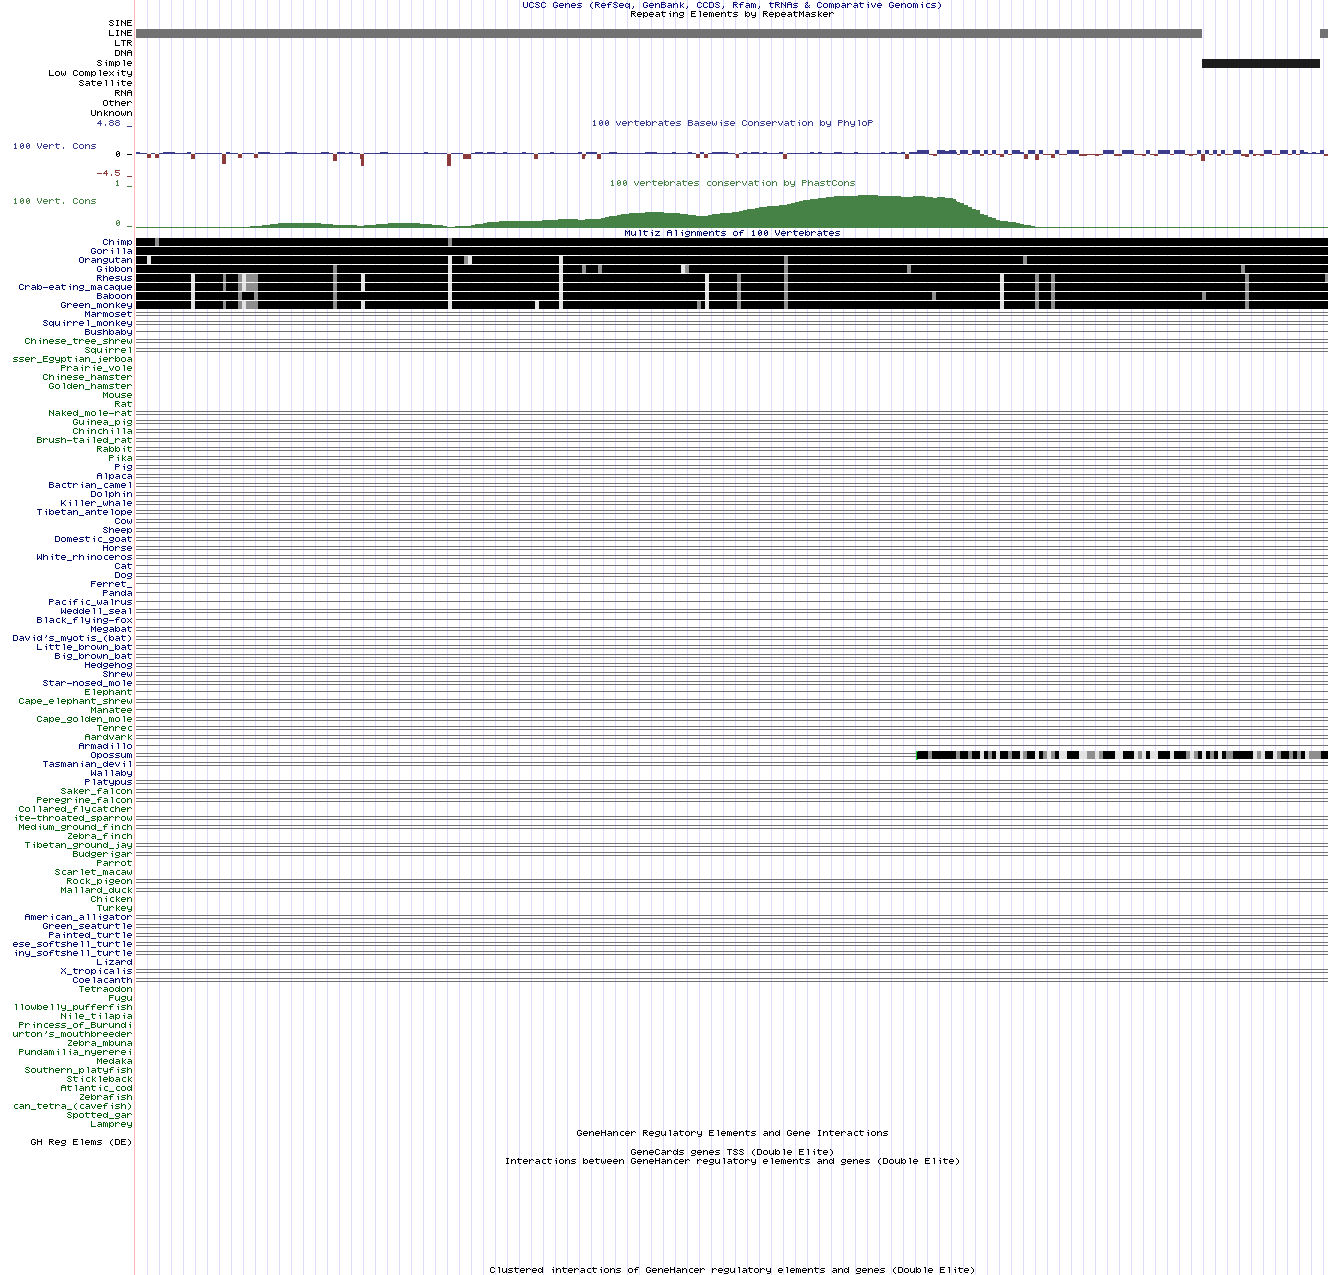 UCSC Genes (RefSeq, GenBank, CCDS, Rfam, tRNAs & Comparative Genomics)
Repeating Elements by RepeatMasker
SINE
LINE
LTR
DNA
Simple
Low Complexity
Satellite
RNA
Other
Unknown
100 vertebrates Basewise Conservation by PhyloP
4.88 _
100 Vert. Cons
0 _
-4.5 _
100 vertebrates conservation by PhastCons
1 _
100 Vert. Cons
0 _
Multiz Alignments of 100 Vertebrates
Chimp
Gorilla
Orangutan
Gibbon
Rhesus
Crab-eating_macaque
Baboon
Green_monkey
Marmoset
Squirrel_monkey
Bushbaby
Chinese_tree_shrew
Squirrel
sser_Egyptian_jerboa
Prairie_vole
Chinese_hamster
Golden_hamster
Mouse
Rat
Naked_mole-rat
Guinea_pig
Chinchilla
Brush-tailed_rat
Rabbit
Pika
Pig
Alpaca
Bactrian_camel
Dolphin
Killer_whale
Tibetan_antelope
Cow
Sheep
Domestic_goat
Horse
White_rhinoceros
Cat
Dog
Ferret_
Panda
Pacific_walrus
Weddell_seal
Black_flying-fox
Megabat
David's_myotis_(bat)
Little_brown_bat
Big_brown_bat
Hedgehog
Shrew
Star-nosed_mole
Elephant
Cape_elephant_shrew
Manatee
Cape_golden_mole
Tenrec
Aardvark
Armadillo
Opossum
Tasmanian_devil
Wallaby
Platypus
Saker_falcon
Peregrine_falcon
Collared_flycatcher
ite-throated_sparrow
Medium_ground_finch
Zebra_finch
Tibetan_ground_jay
Budgerigar
Parrot
Scarlet_macaw
Rock_pigeon
Mallard_duck
Chicken
Turkey
American_alligator
Green_seaturtle
Painted_turtle
ese_softshell_turtle
iny_softshell_turtle
Lizard
X_tropicalis
Coelacanth
Tetraodon
Fugu
llowbelly_pufferfish
Nile_tilapia
Princess_of_Burundi
urton's_mouthbreeder
Zebra_mbuna
Pundamilia_nyererei
Medaka
Southern_platyfish
Stickleback
Atlantic_cod
Zebrafish
can_tetra_(cavefish)
Spotted_gar
Lamprey
GeneHancer Regulatory Elements and Gene Interactions
GH Reg Elems (DE)
GeneCards genes TSS (Double Elite)
Interactions between GeneHancer regulatory elements and genes (Double Elite)
Clustered interactions of GeneHancer regulatory elements and genes (Double Elite)